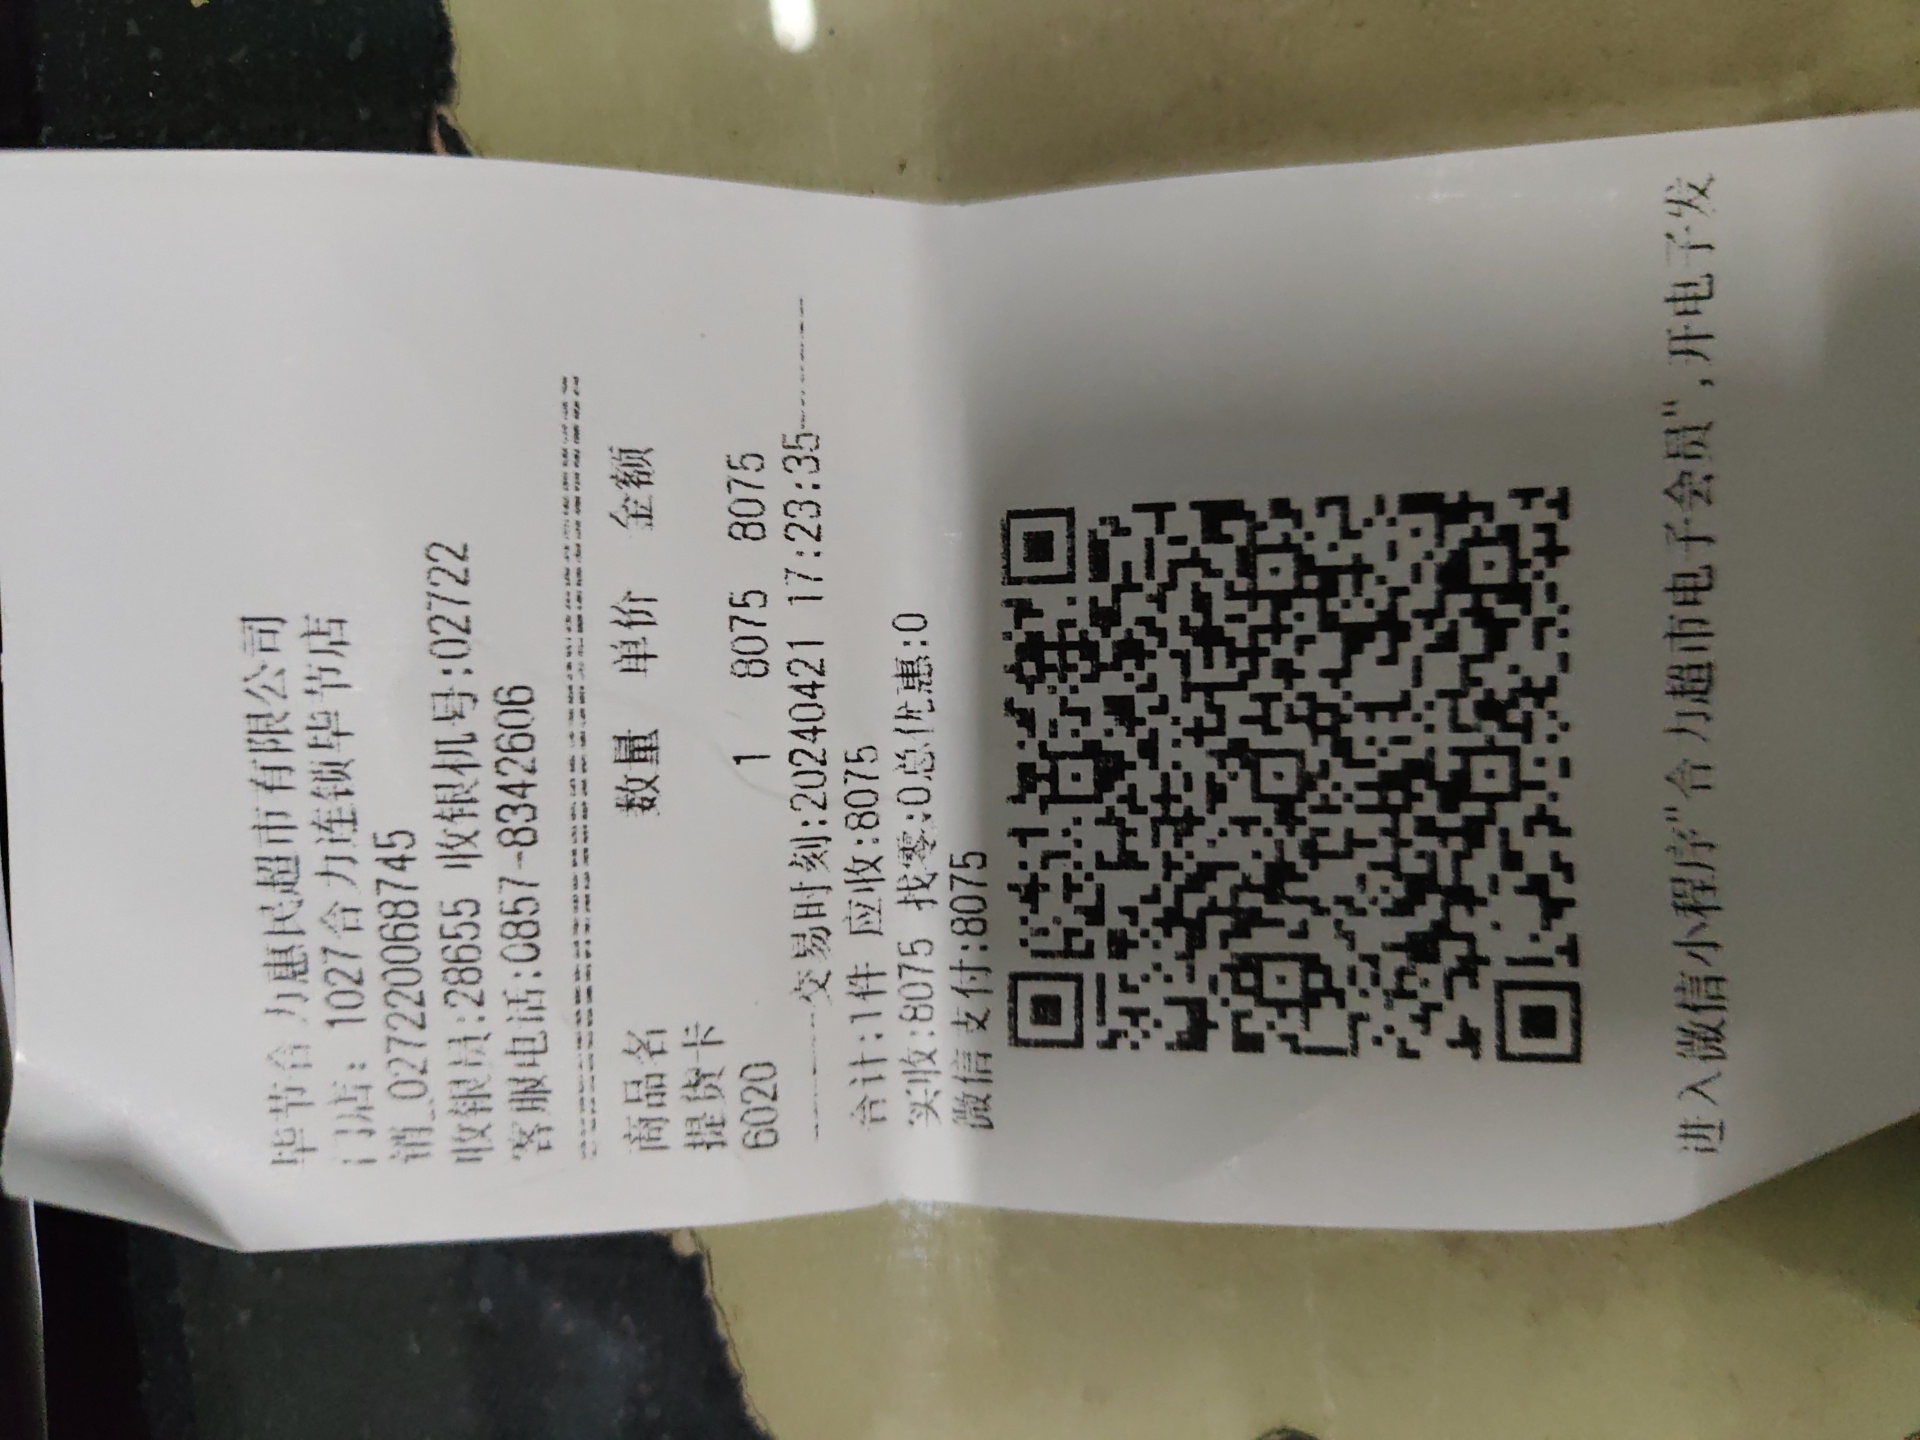 毕节合力惠民超市有限公司
门店: 1027合力连锁毕节店
销_027220068745
收银员:28655 收银机号:02722
客服电话:0857-8342606
商品名 数量 单价 金额
提货卡
6020 1 8075 8075
交易时刻:20240421 17:23:35
合计:1件 应收:8075
实收:8075 找零:0总优惠:0
微信支付:8075
进入微信小程序"合力超市电子会员",开电子发